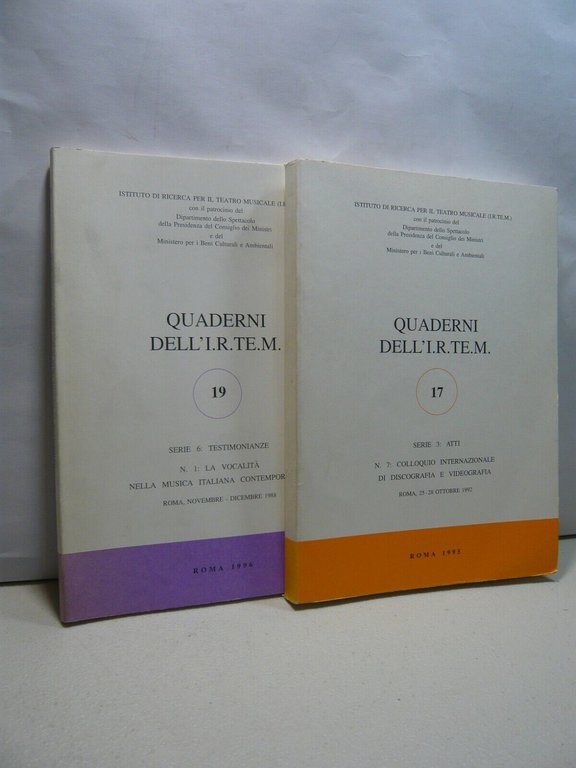 ISTITUTO DI RICERCA PER IL TEATRO MUSICALE
con il patrocinio del
Dipartimento dello Spettacolo
della Presidenza del Consiglio dei Ministri
e del
Ministero per i Beni Culturali e Ambientali
QUADERNI
DELL'I.R.TE.M.
19
SERIE 6: TESTIMONIANZE
N. 1: LA VOCALITÀ
NELLA MUSICA ITALIANA CONTEMPOR
ROMA, NOVEMBRE - DICEMBRE 1988
ROMA 1996
ISTITUTO DI RICERCA PER IL TEATRO MUSICALE (I.R.TE.M.)
con il patrocinio del
Dipartimento dello Spettacolo
della Presidenza del Consiglio dei Ministri
e del
Ministero per i Beni Culturali e Ambientali
QUADERNI
DELL'I.R.TE.M.
17
SERIE 3: ATTI
N. 7: COLLOQUIO INTERNAZIONALE
DI DISCOGRAFIA E VIDEOGRAFIA
ROMA, 25-28 OTTOBRE 1992
ROMA 1995